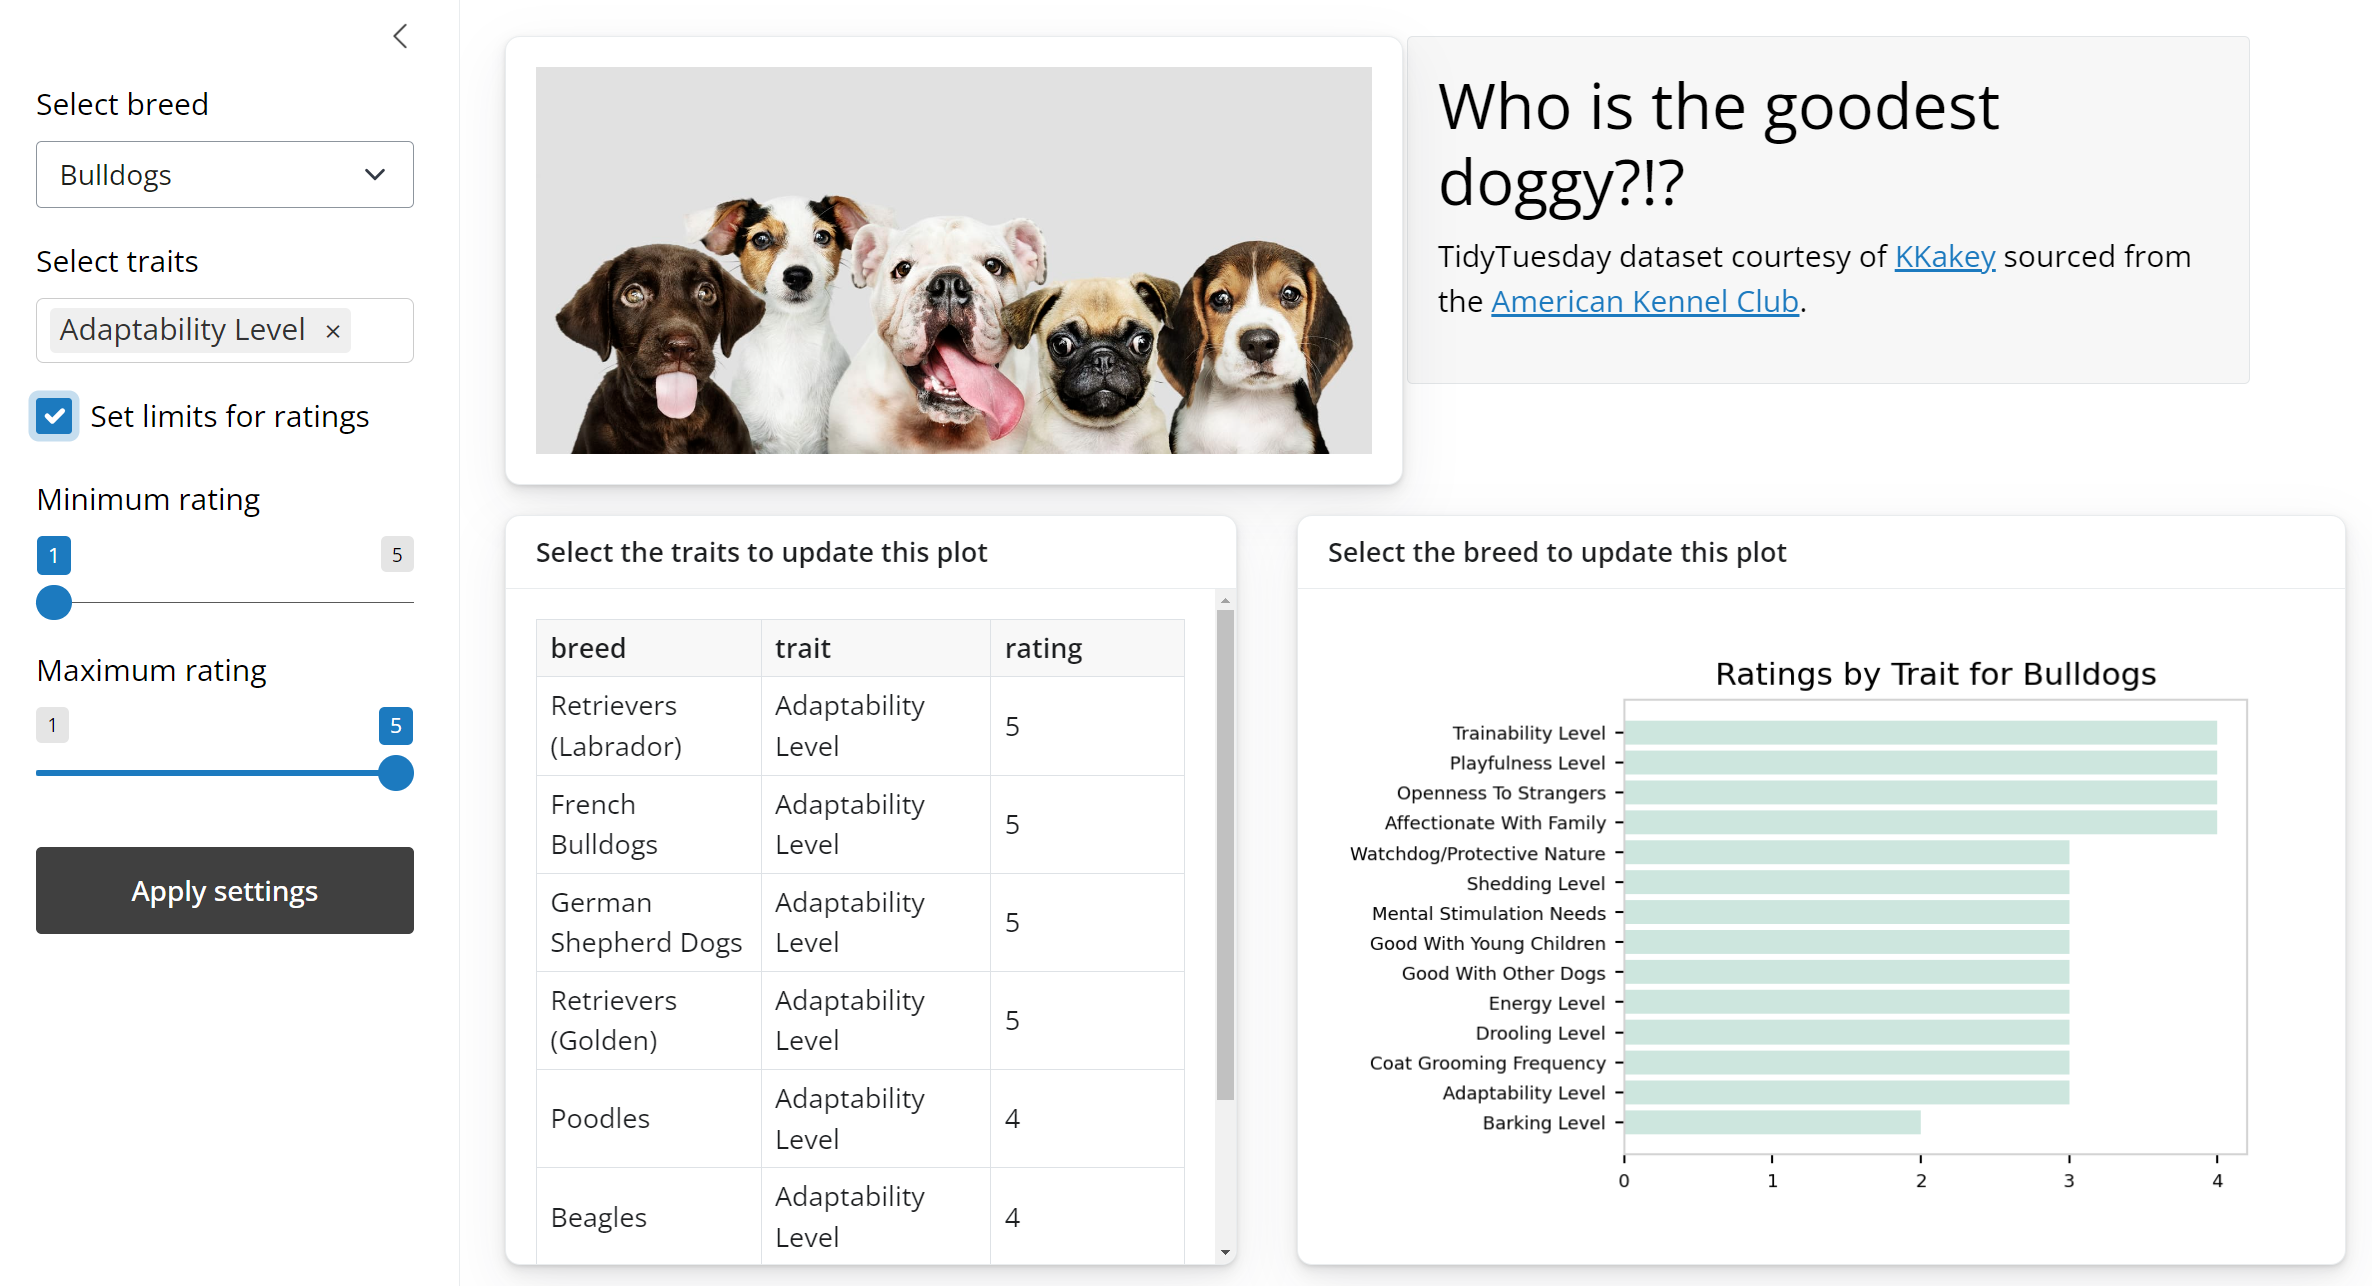 Select breed
Bulldogs
Select traits
Adaptability Level ×
Set limits for ratings
Minimum rating
1 5
Maximum rating
1 5
Apply settings
Who is the goodest
doggy?!?
TidyTuesday dataset courtesy of KKakey sourced from
the American Kennel Club.
Select the traits to update this plot
breed trait rating
Retrievers
(Labrador)
Adaptability
Level
5
French
Bulldogs
Adaptability
Level
5
German
Shepherd Dogs
Adaptability
Level
5
Retrievers
(Golden)
Adaptability
Level
5
Poodles
Adaptability
Level
4
Beagles
Adaptability
Level
4
Select the breed to update this plot
Ratings by Trait for Bulldogs
Trainability Level
Playfulness Level
Openness To Strangers
Affectionate With Family
Watchdog/Protective Nature
Shedding Level
Mental Stimulation Needs
Good With Young Children
Good With Other Dogs
Energy Level
Drooling Level
Coat Grooming Frequency
Adaptability Level
Barking Level
0 1 2 3 4